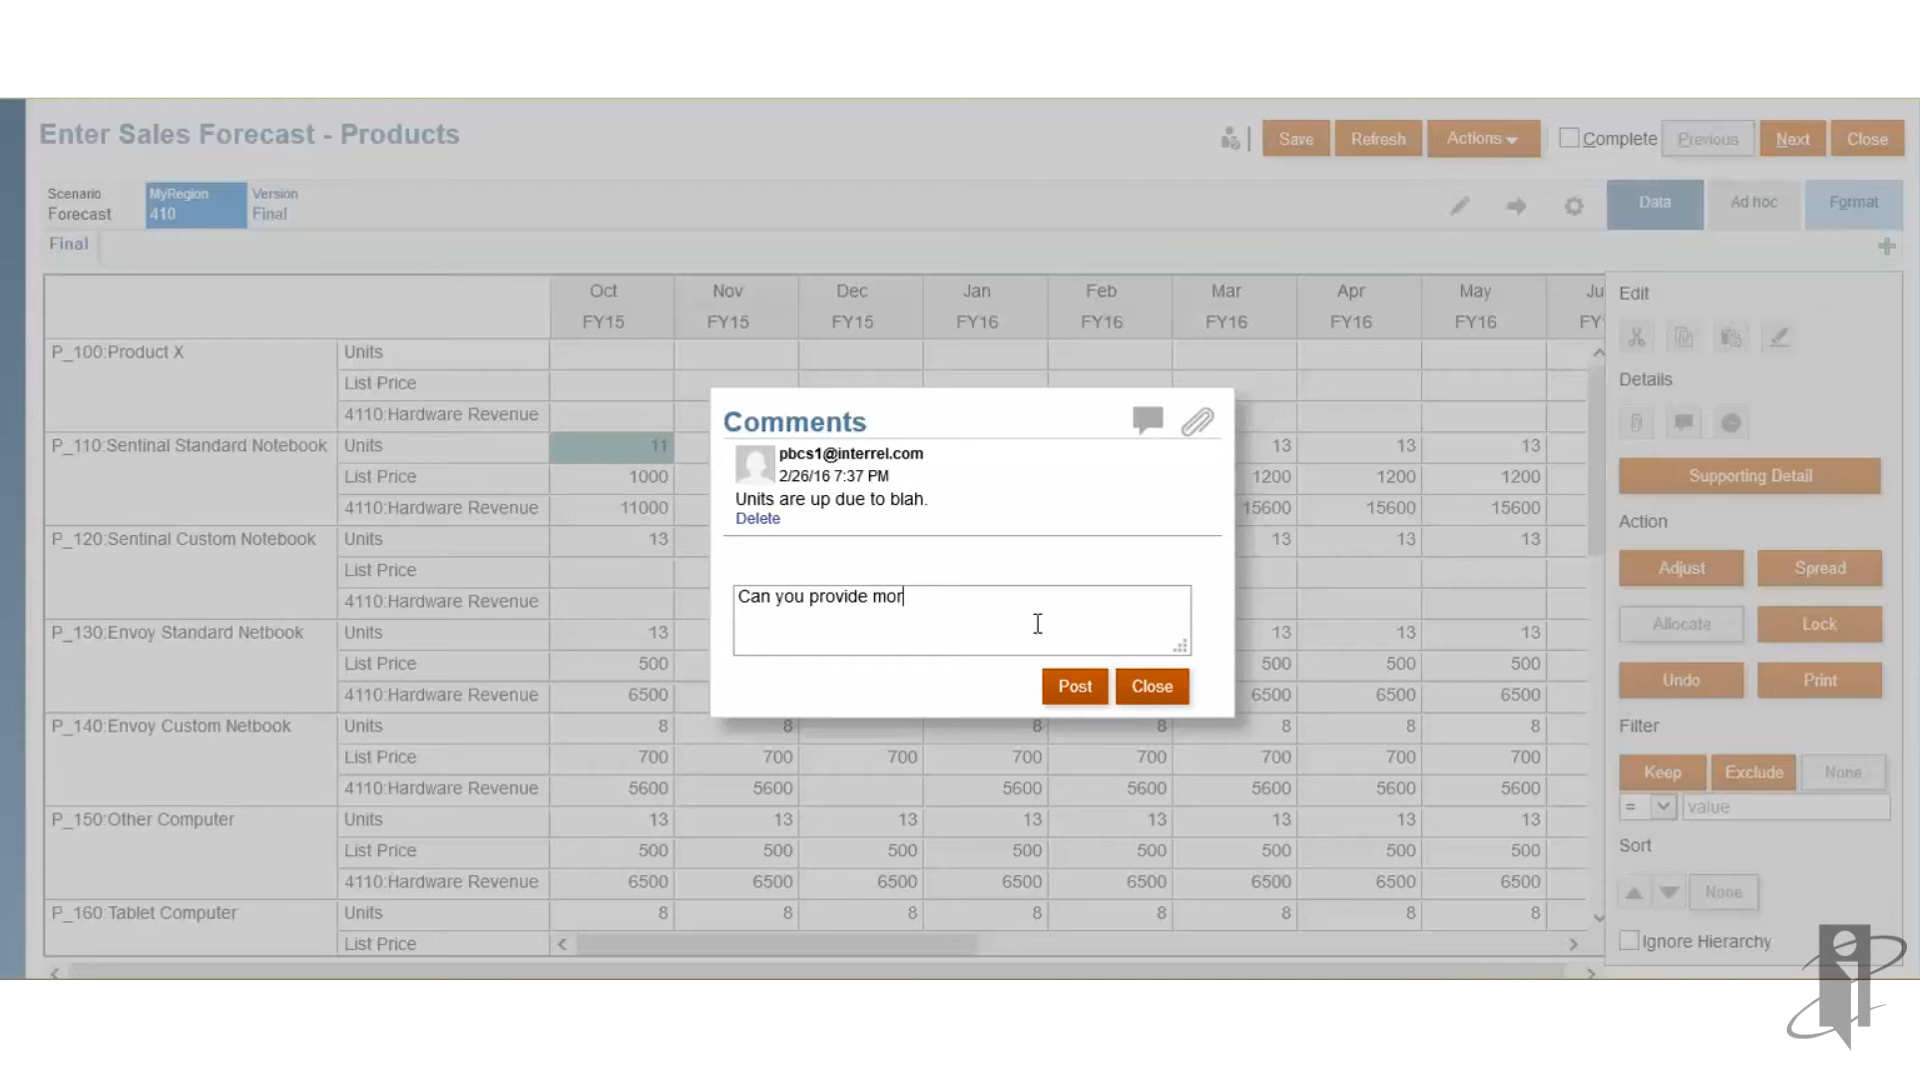 Enter Sales Forecast - Products
Save Refresh Actions Complete Previous Next Close
Scenario MyRegion Version
Forecast 410 Final
Data Ad hoc Format
Final
Oct Nov Dec Jan Feb Mar Apr May Ju
FY15 FY15 FY15 FY16 FY16 FY16 FY16 FY16 FY
P_100:Product X Units
List Price
4110:Hardware Revenue
P_110:Sentinal Standard Notebook Units 11 13 13 13
List Price 1000 1200 1200 1200
4110:Hardware Revenue 11000 15600 15600 15600
P_120:Sentinal Custom Notebook Units 13 13 13 13
List Price
4110:Hardware Revenue
P_130:Envoy Standard Netbook Units 13 13 13 13
List Price 500 500 500 500
4110:Hardware Revenue 6500 6500 6500 6500
P_140:Envoy Custom Netbook Units 8 8 8 8 8 8 8
List Price 700 700 700 700 700 700 700 700
4110:Hardware Revenue 5600 5600 5600 5600 5600 5600 5600
P_150:Other Computer Units 13 13 13 13 13 13 13 13
List Price 500 500 500 500 500 500 500 500
4110:Hardware Revenue 6500 6500 6500 6500 6500 6500 6500 6500
P_160:Tablet Computer Units 8 8 8 8 8 8 8 8
List Price
Comments
pbcs1@interrel.com
2/26/16 7:37 PM
Units are up due to blah.
Delete
Can you provide mor
Post Close
Edit
Details
Supporting Detail
Action
Adjust Spread
Allocate Lock
Undo Print
Filter
Keep Exclude None
= value
Sort
None
Ignore Hierarchy